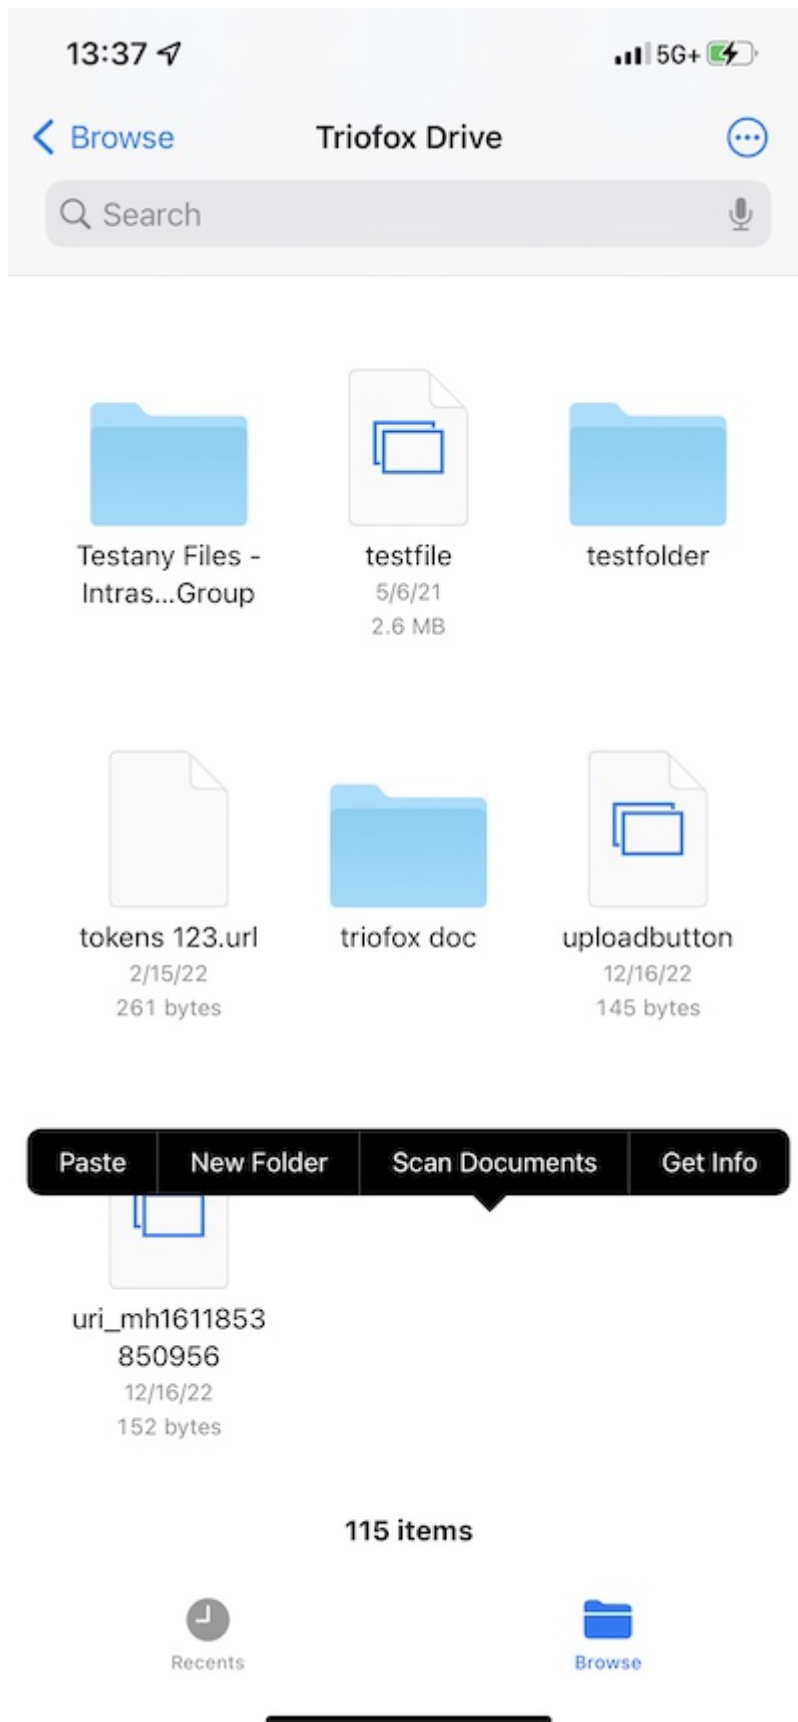 13:37
5G+
Browse
Triofox Drive
Search
Testany Files -
Intras...Group
testfile
5/6/21
2.6 MB
testfolder
tokens 123.url
2/15/22
261 bytes
triofox doc
uploadbutton
12/16/22
145 bytes
Paste
New Folder
Scan Documents
Get Info
uri_mh1611853
850956
12/16/22
152 bytes
115 items
Recents
Browse